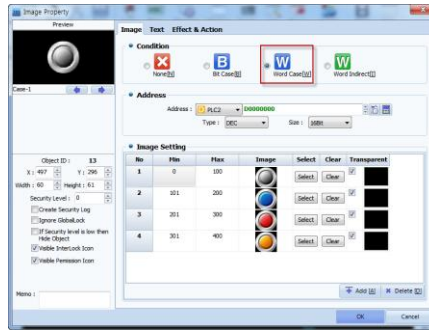 Image Property
Preview
Case-1
Object ID : 13
X : 497 Y : 296
Width : 60 Height : 61
Security Level : 0
Create Security Log
Ignore GlobalLock
If Security level is low then
Hide Object
Visible InterLock Icon
Visible Permission Icon
Memo :
Image Text Effect & Action
Condition
None[N] Bit Case[B] Word Case[W] Word Indirect[I]
Address
Address : PLC2 D0000000
Type : DEC Size : 16Bit
Image Setting
No Min Max Image Select Clear Transparent
1 0 100 Select Clear
2 101 200 Select Clear
3 201 300 Select Clear
4 301 400 Select Clear
Add [A] Delete [D]
OK Cancel